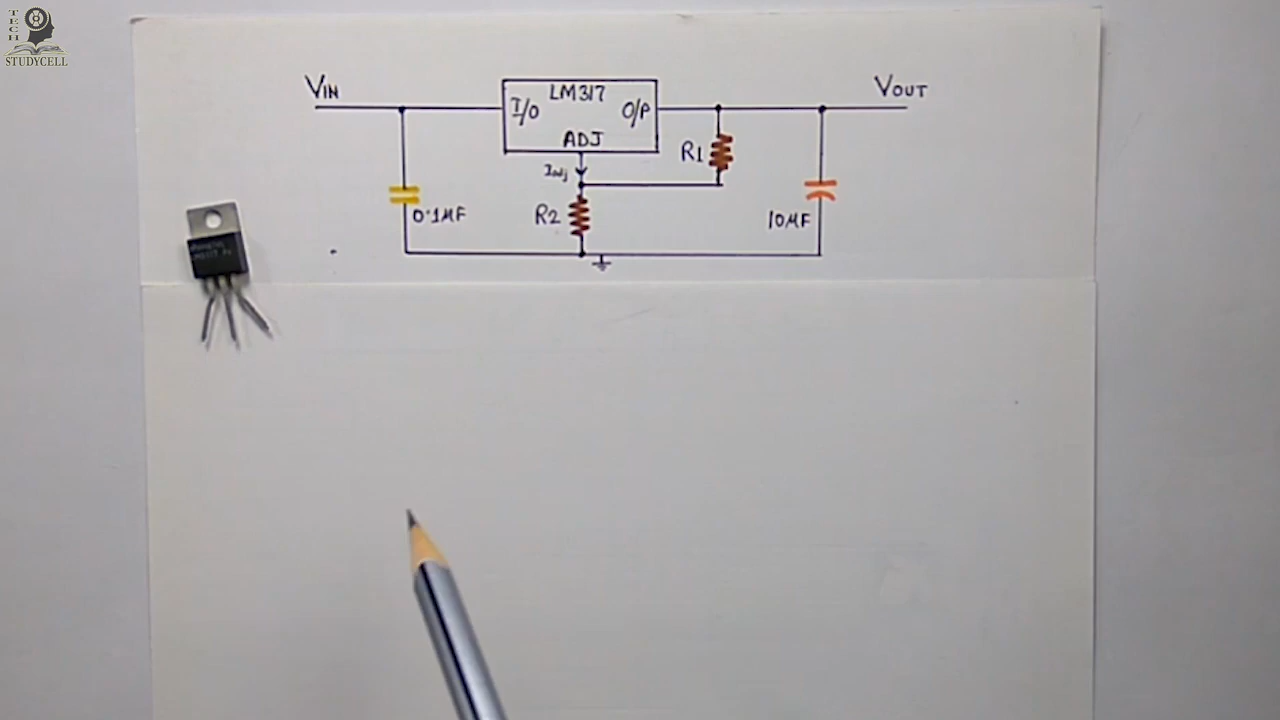 TECH
STUDYCELL
VIN
LM317
VOUT
I/O
O/P
ADJ
R1
IADJ
R2
0.1MF
10MF